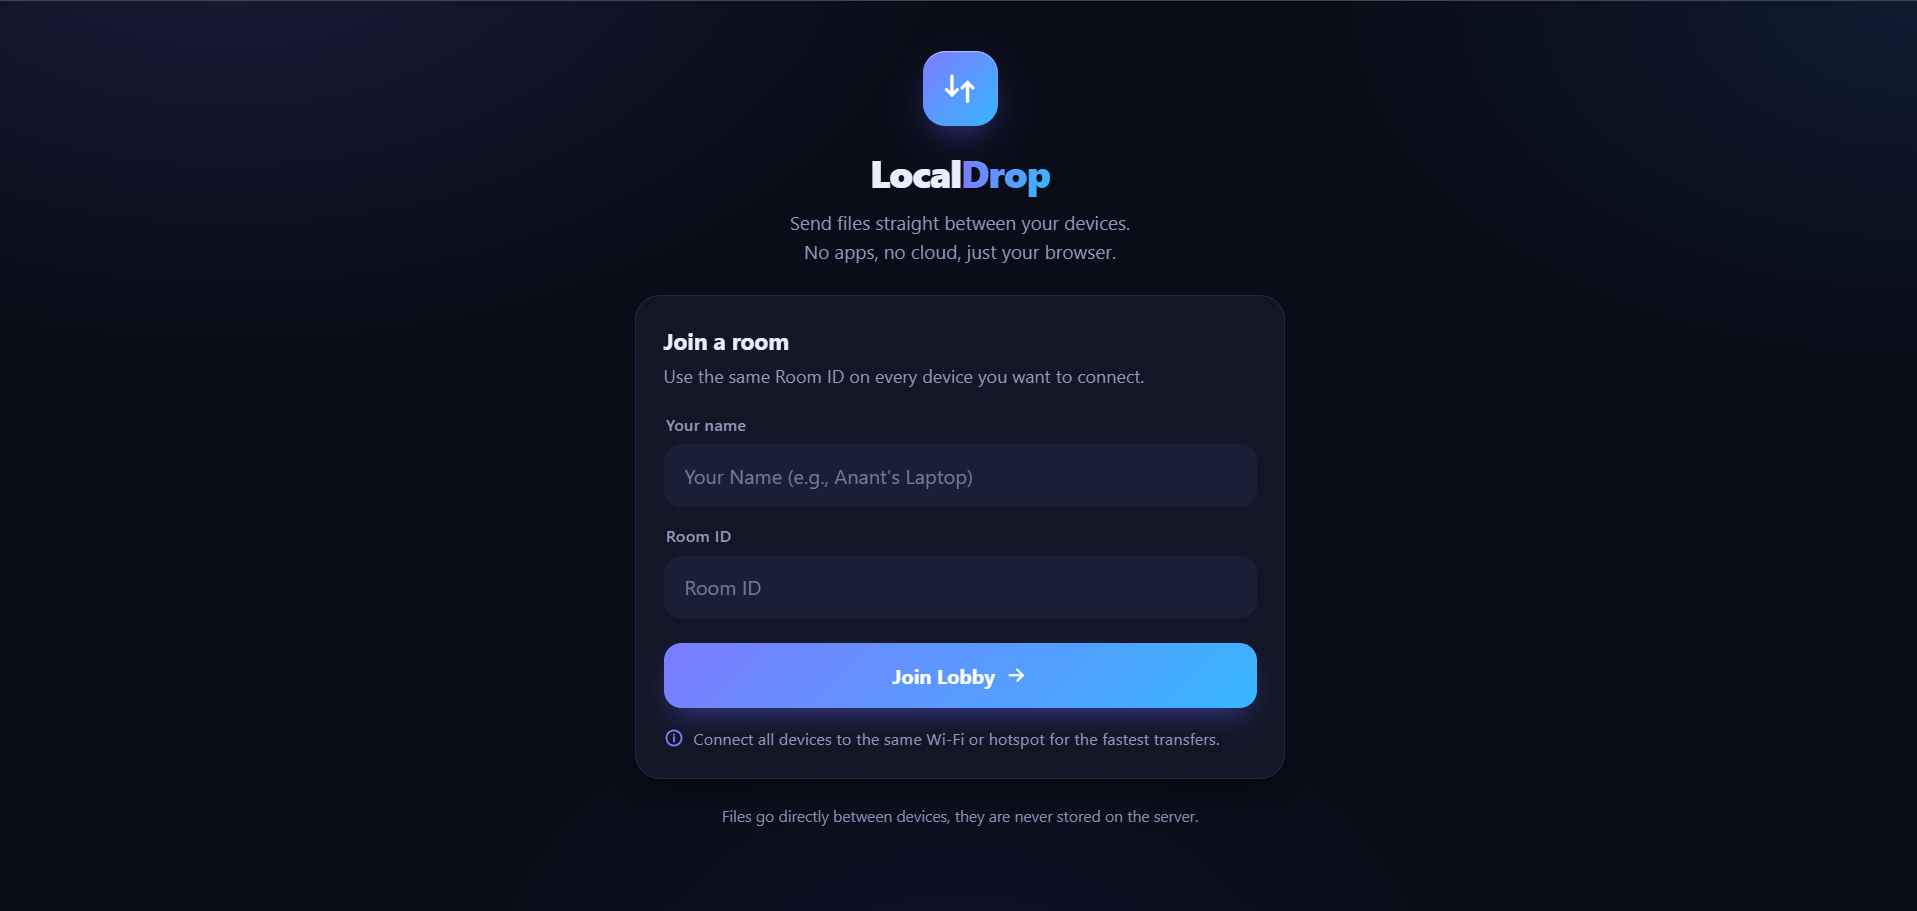 LocalDrop
Send files straight between your devices.
No apps, no cloud, just your browser.
Join a room
Use the same Room ID on every device you want to connect.
Your name
Your Name (e.g., Anant's Laptop)
Room ID
Room ID
Join Lobby →
Connect all devices to the same Wi-Fi or hotspot for the fastest transfers.
Files go directly between devices, they are never stored on the server.